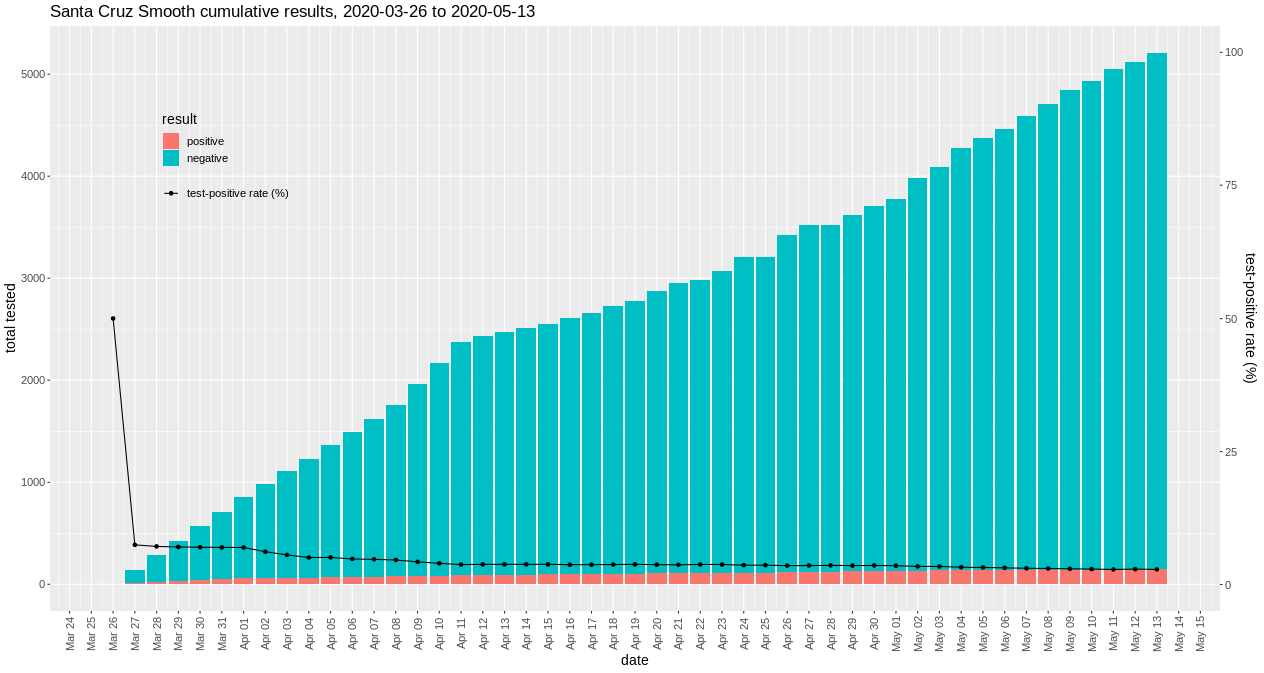 Santa Cruz Smooth cumulative results, 2020-03-26 to 2020-05-13
total tested
5000
4000
3000
2000
1000
0
result
positive
negative
test-positive rate (%)
100
75
50
25
0
test-positive rate (%)
Mar 24
Mar 25
Mar 26
Mar 27
Mar 28
Mar 29
Mar 30
Mar 31
Apr 01
Apr 02
Apr 03
Apr 04
Apr 05
Apr 06
Apr 07
Apr 08
Apr 09
Apr 10
Apr 11
Apr 12
Apr 13
Apr 14
Apr 15
Apr 16
Apr 17
Apr 18
Apr 19
Apr 20
Apr 21
Apr 22
Apr 23
Apr 24
Apr 25
Apr 26
Apr 27
Apr 28
Apr 29
Apr 30
May 01
May 02
May 03
May 04
May 05
May 06
May 07
May 08
May 09
May 10
May 11
May 12
May 13
May 14
May 15
date